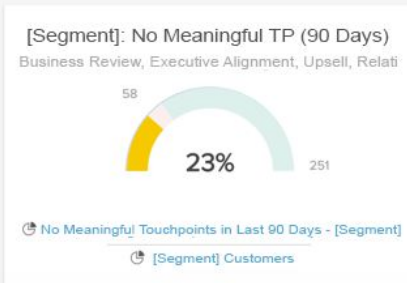 [Segment]: No Meaningful TP (90 Days)
Business Review, Executive Alignment, Upsell, Relati
58
23%
251
No Meaningful Touchpoints in Last 90 Days - [Segment]
[Segment] Customers